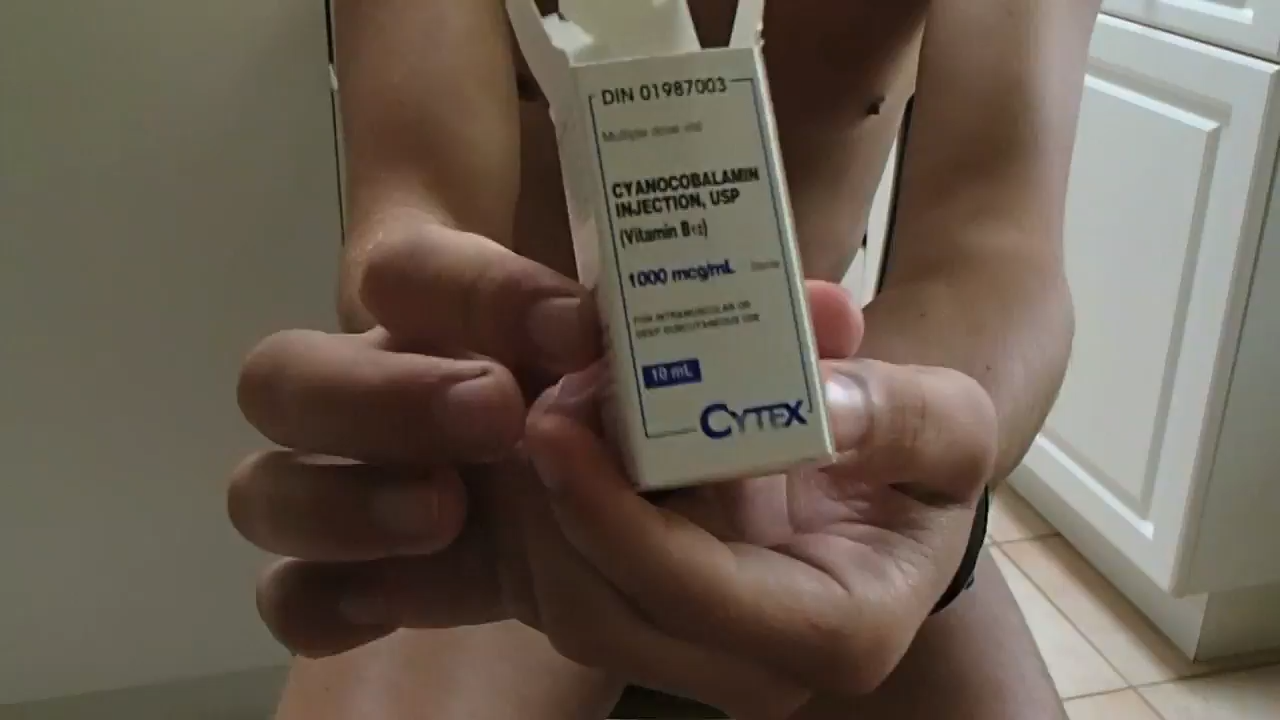 DIN 01987003
Multiple dose vial
CYANOCOBALAMIN
INJECTION, USP
(Vitamin B12)
1000 mcg/mL Sterile
FOR INTRAMUSCULAR OR
DEEP SUBCUTANEOUS USE
10 mL
CYTEX